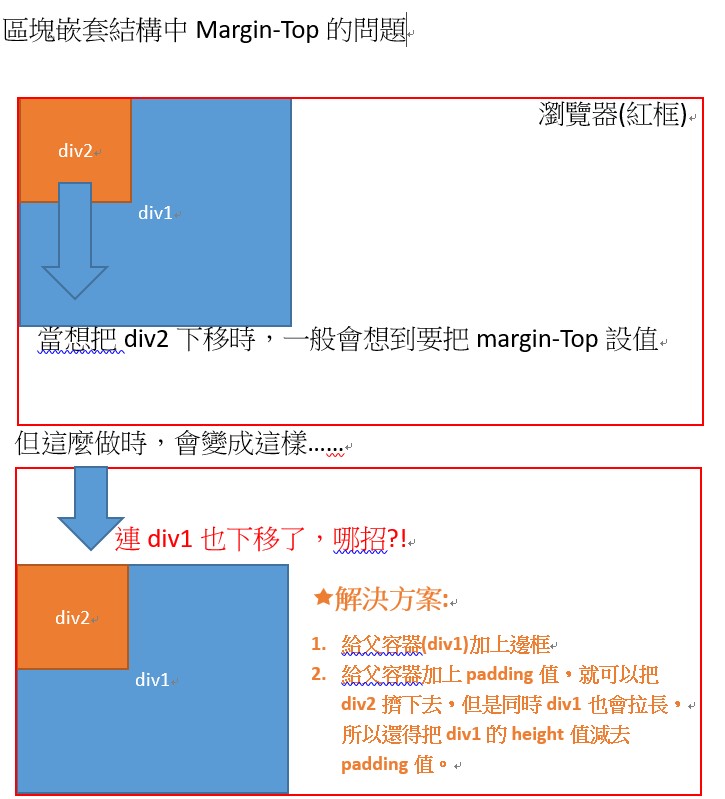 區塊嵌套結構中 Margin-Top 的問題
瀏覽器(紅框)
div2
div1
當想把 div2 下移時，一般會想到要把 margin-Top 設值
但這麼做時，會變成這樣……
連 div1 也下移了，哪招?!
div2
div1
★解決方案:
1. 給父容器(div1)加上邊框
2. 給父容器加上 padding 值，就可以把
div2 擠下去，但是同時 div1 也會拉長，
所以還得把 div1 的 height 值減去
padding 值。